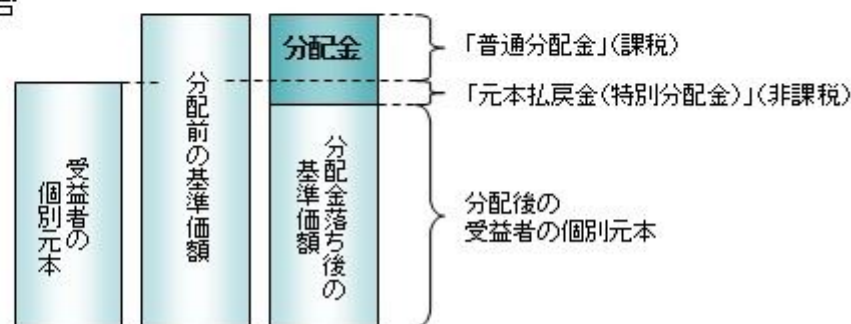 受益者の
個別元本
分配前の基準価額
分配金
分配金落ち後の
基準価額
「普通分配金」(課税)
「元本払戻金(特別分配金)」(非課税)
分配後の
受益者の個別元本